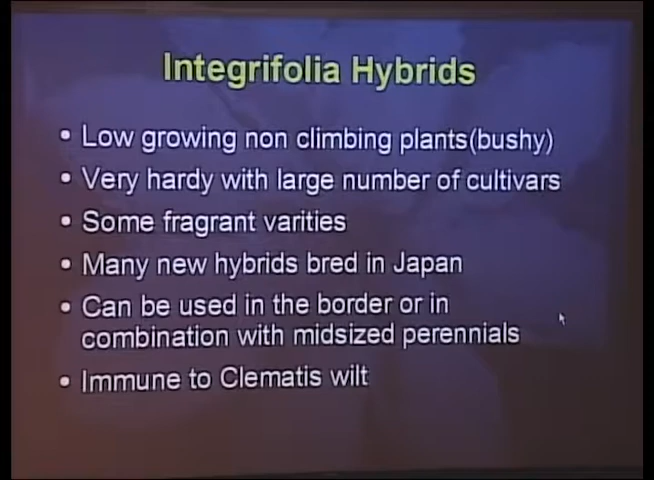 Integrifolia Hybrids
• Low growing non climbing plants(bushy)
• Very hardy with large number of cultivars
• Some fragrant varities
• Many new hybrids bred in Japan
• Can be used in the border or in
combination with midsized perennials
• Immune to Clematis wilt